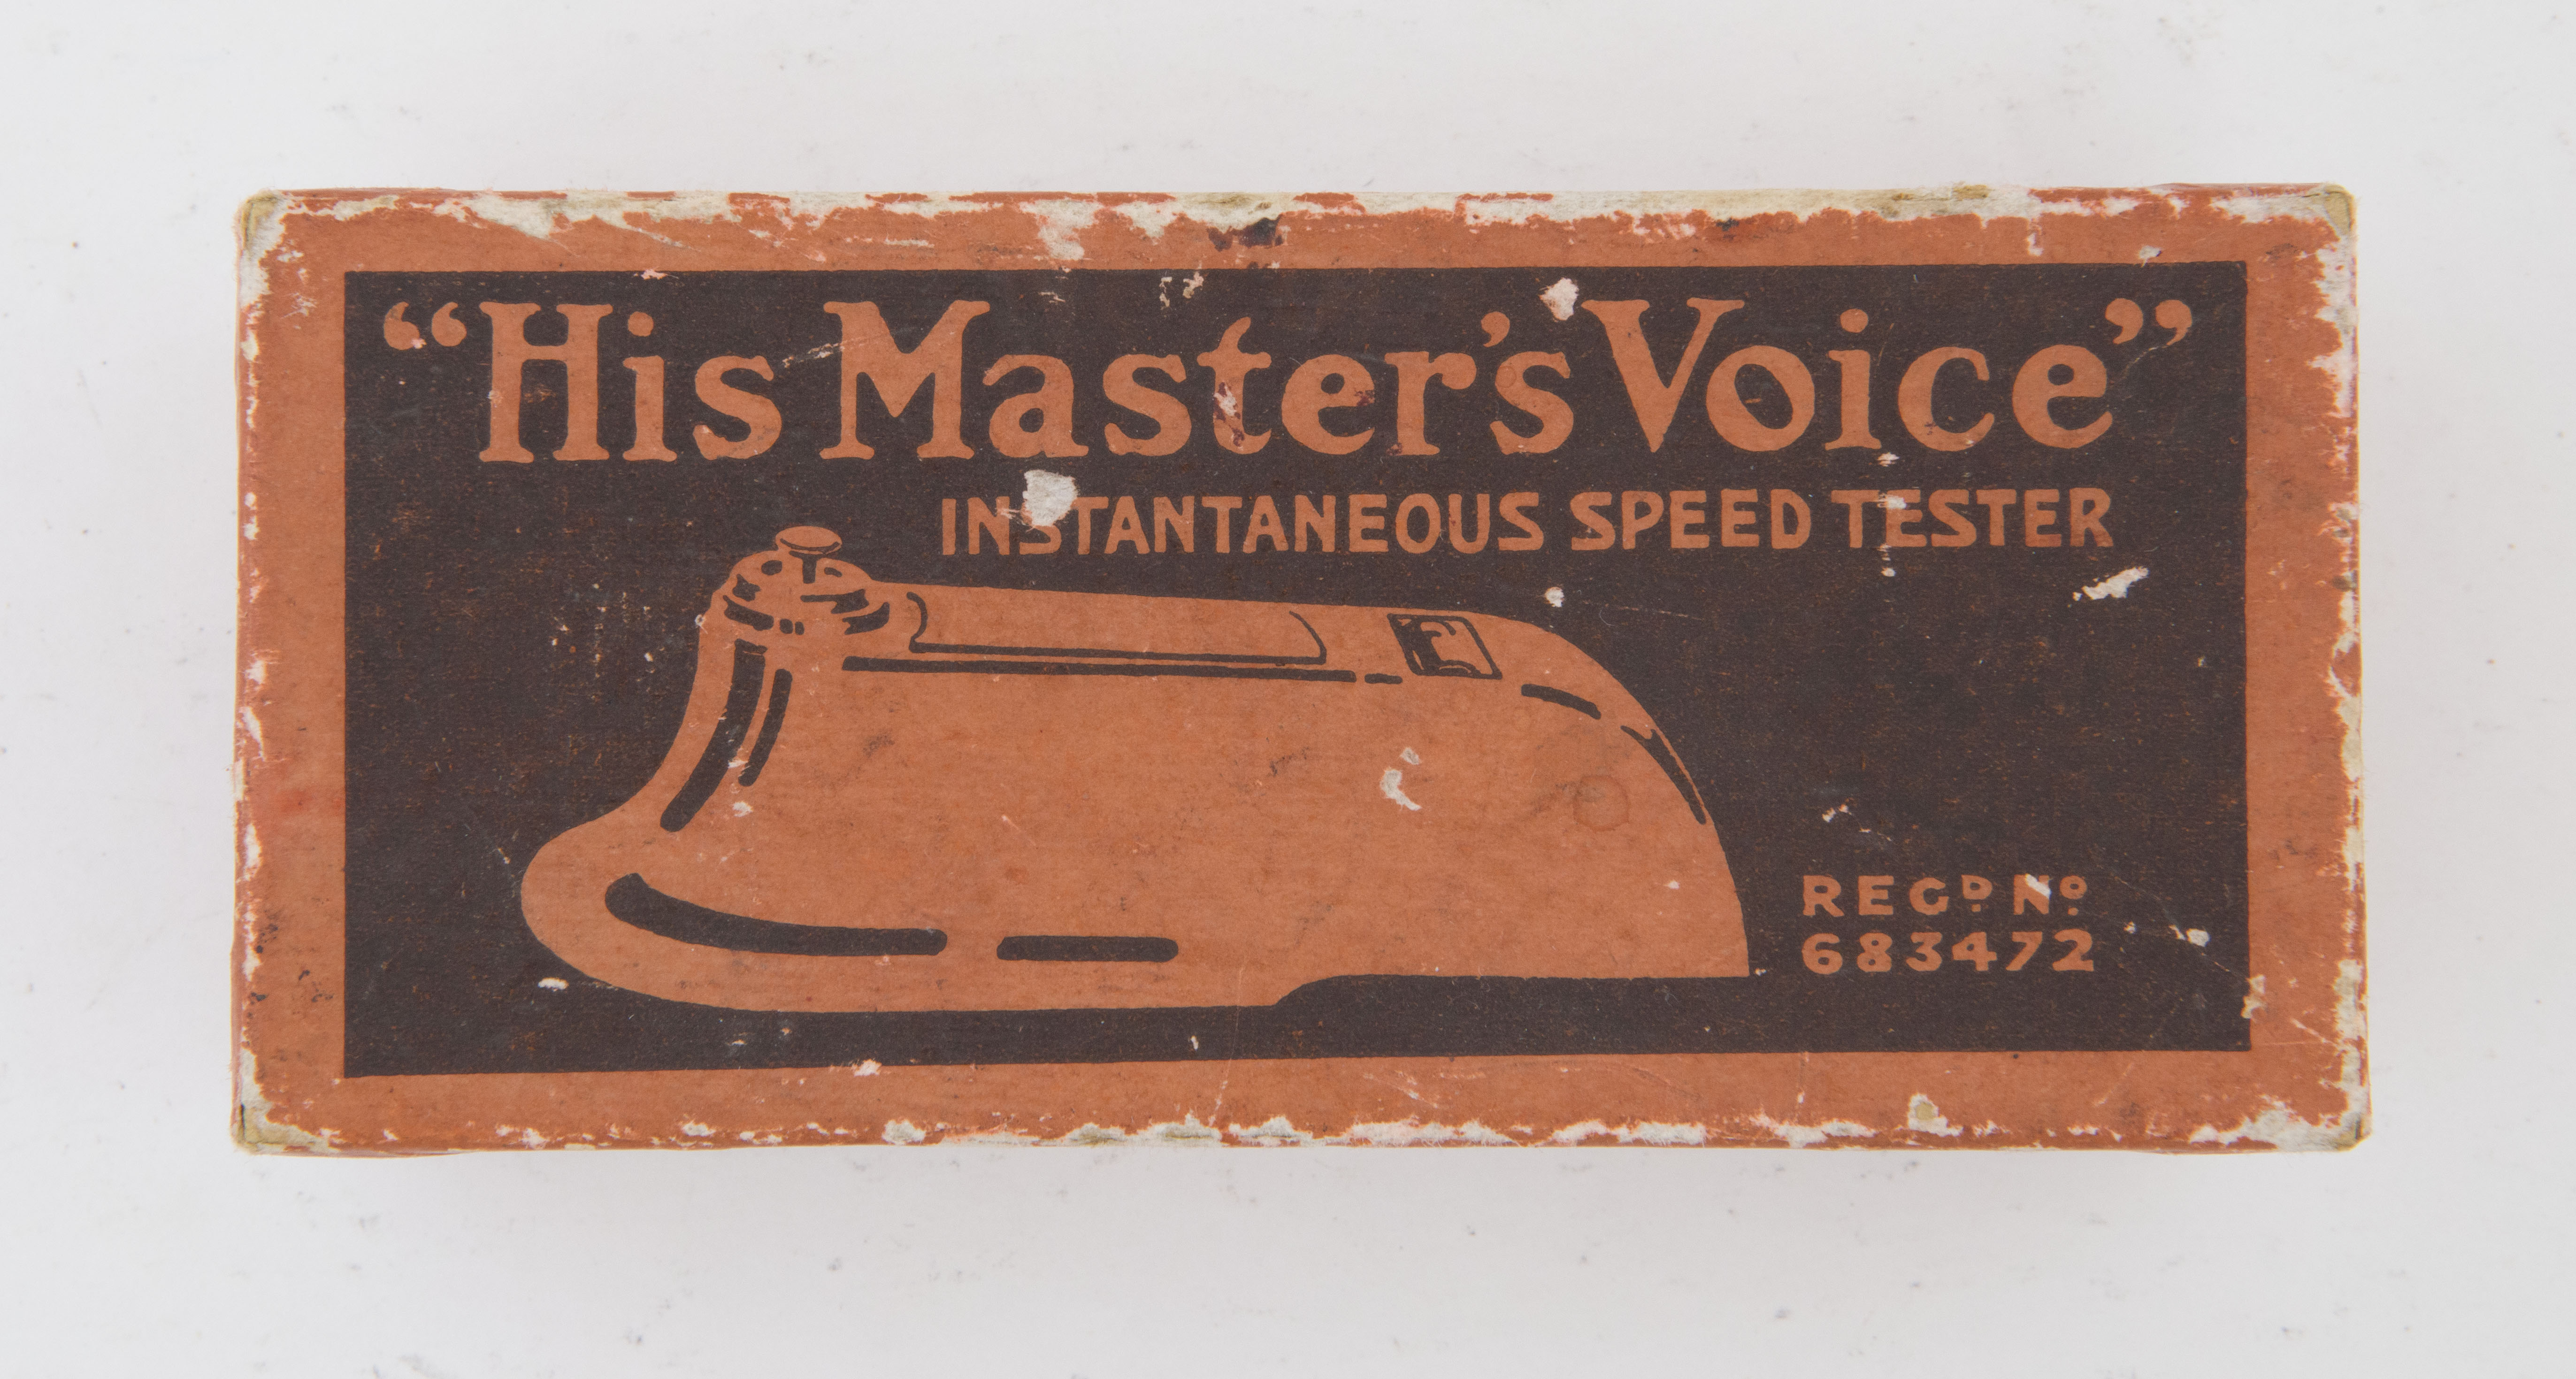 “His Master's Voice”
INSTANTANEOUS SPEED TESTER
REGD. No.
683472